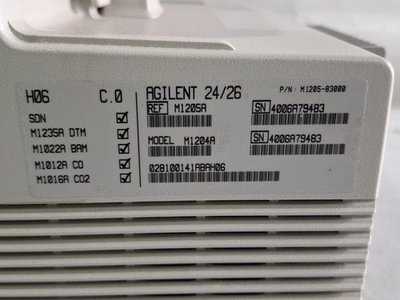 P/N : M1205-83000
H06 C.0
SDN
M1235A DTM
M1022A BAM
M1012A CO
M1016A CO2
AGILENT 24/26
REF M1205A SN 4006A79483
MODEL M1204A SN 4006A79483
028100141ABAH06